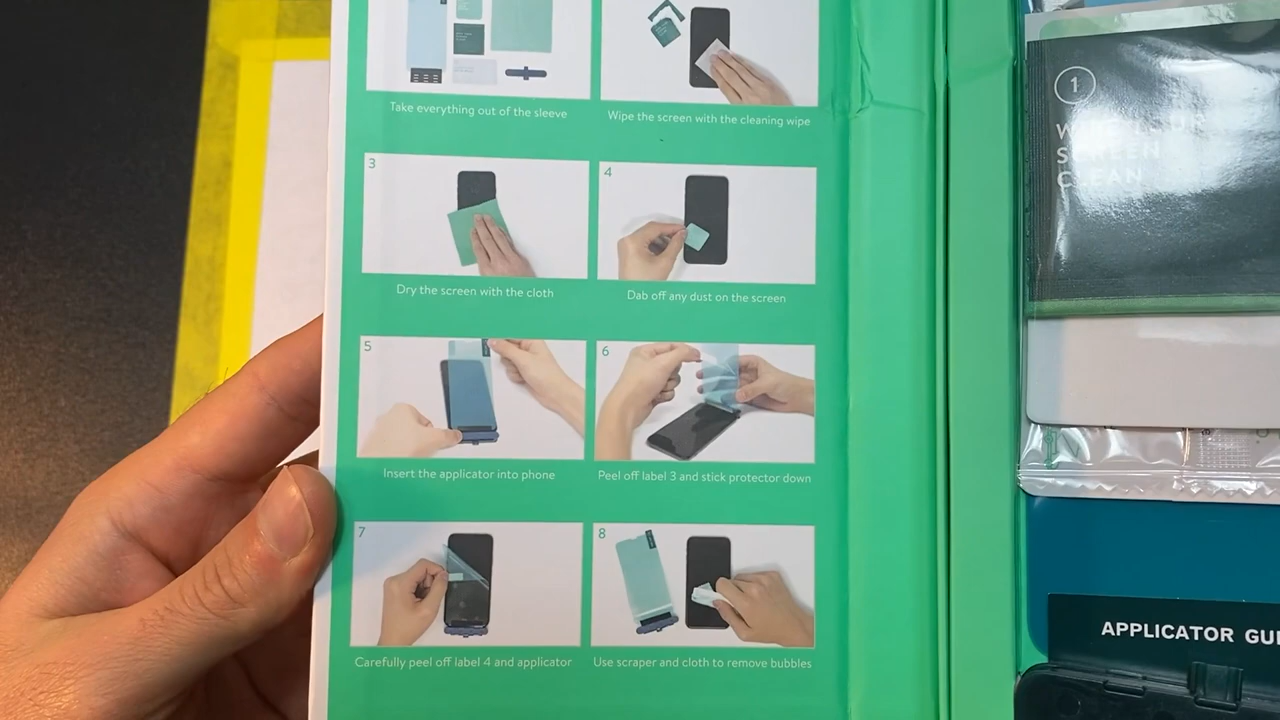 Take everything out of the sleeve
Wipe the screen with the cleaning wipe
3
4
Dry the screen with the cloth
Dab off any dust on the screen
5
6
Insert the applicator into phone
Peel off label 3 and stick protector down
7
8
Carefully peel off label 4 and applicator
Use scraper and cloth to remove bubbles
1
SCREEN
CLEAN
APPLICATOR GUI